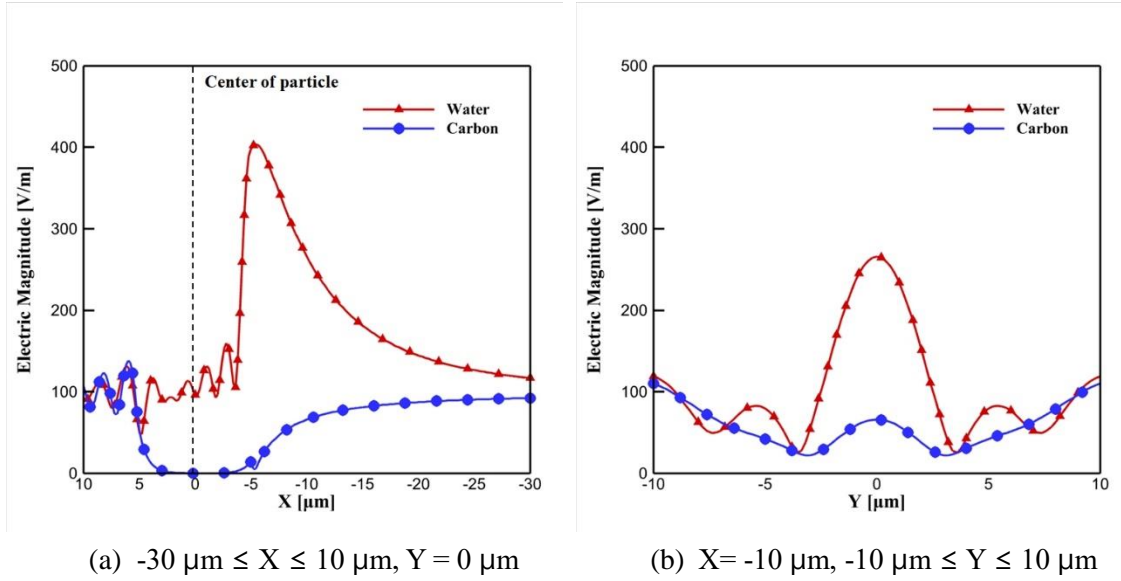 500
400
300
200
100
0
Electric Magnitude [V/m]
Center of particle
Water
Carbon
10 5 0 -5 -10 -15 -20 -25 -30
X [μm]
(a) -30 μm ≤ X ≤ 10 μm, Y = 0 μm
500
400
300
200
100
0
Electric Magnitude [V/m]
Water
Carbon
-10 -5 0 5 10
Y [μm]
(b) X= -10 μm, -10 μm ≤ Y ≤ 10 μm